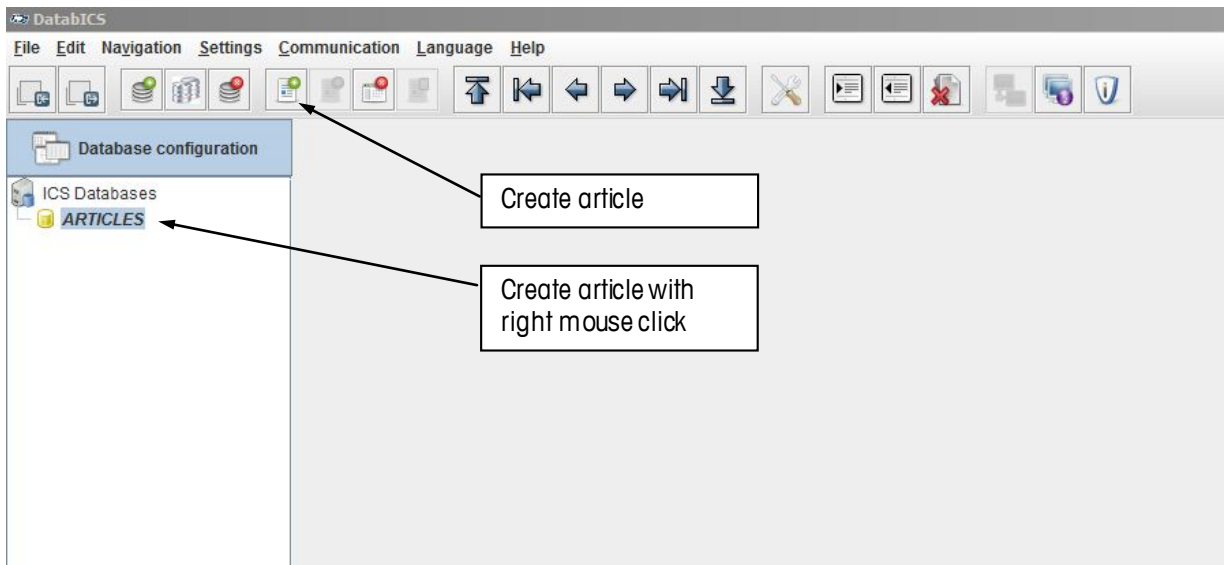 DatabICS
File Edit Navigation Settings Communication Language Help
Database configuration
ICS Databases
ARTICLES
Create article
Create article with
right mouse click